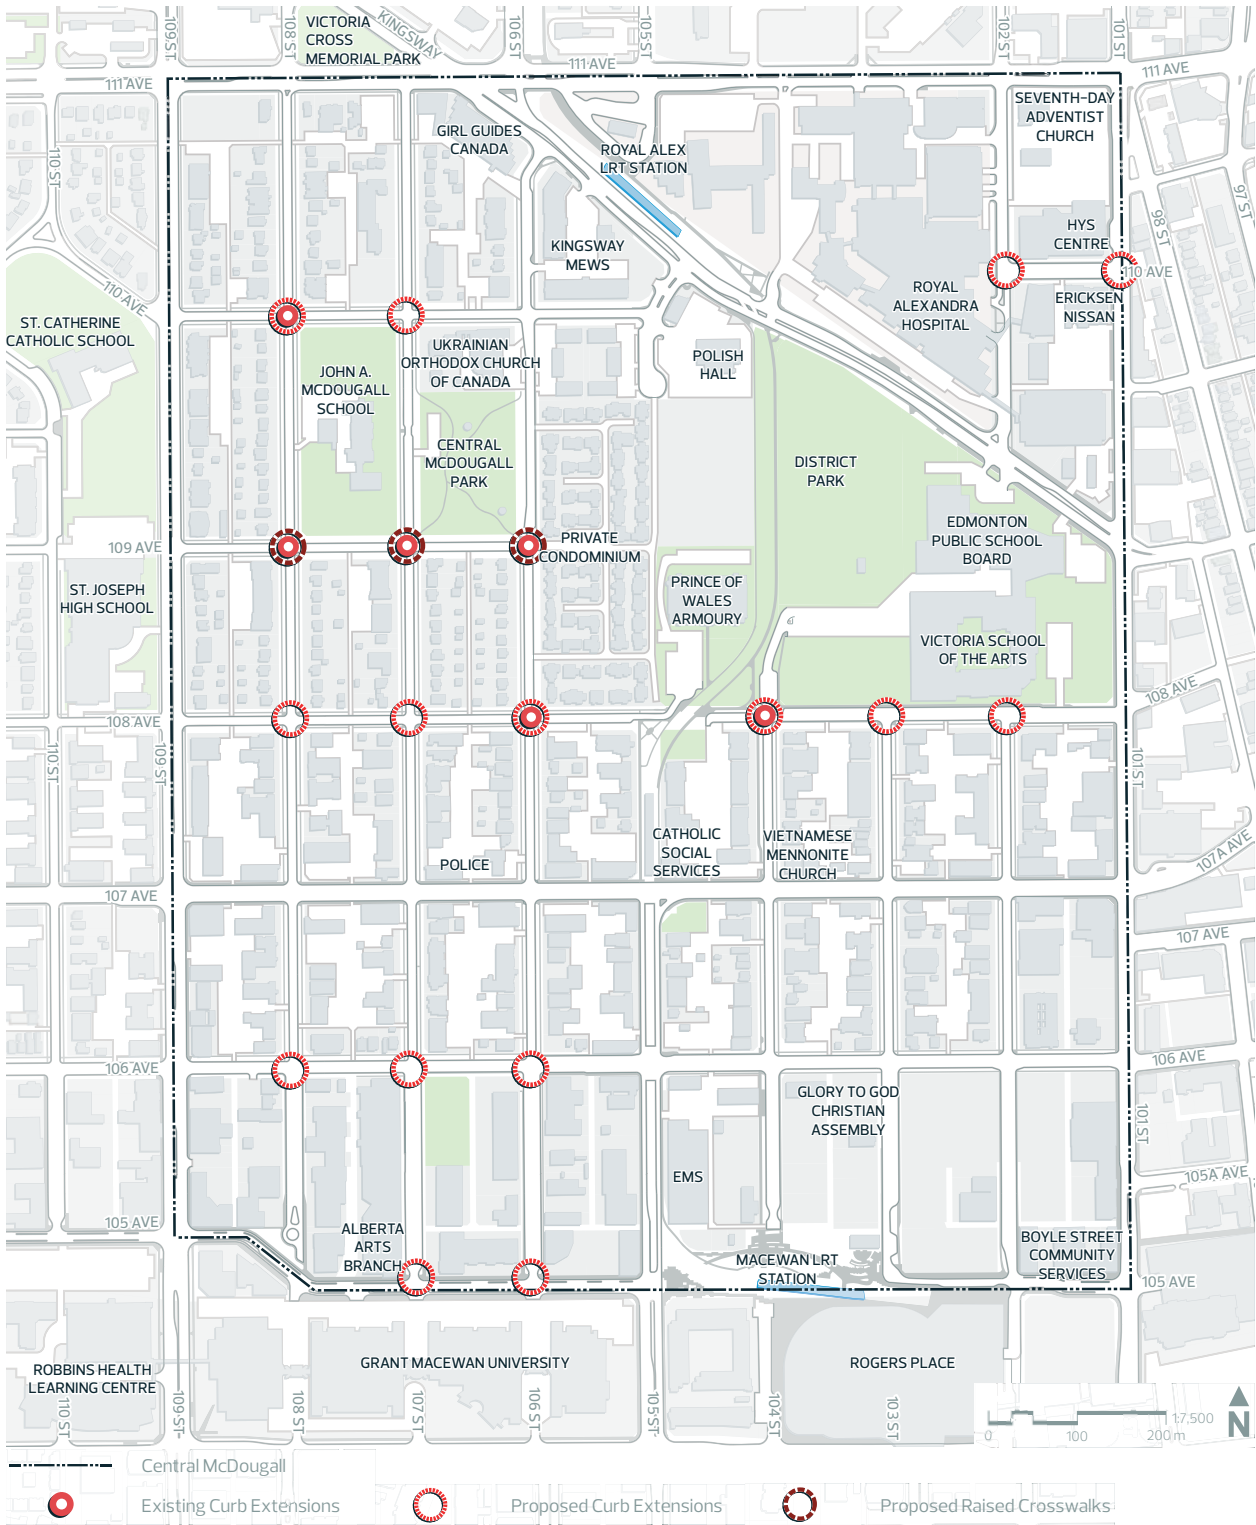 109 ST
108 ST
VICTORIA
CROSS
MEMORIAL PARK
KINGSWAY
106 ST
105 ST
102 ST
101 ST
111 AVE
111 AVE
111 AVE
GIRL GUIDES
CANADA
ROYAL ALEX
LRT STATION
SEVENTH-DAY
ADVENTIST
CHURCH
110 ST
97 ST
98 ST
KINGSWAY
MEWS
HYS
CENTRE
110 AVE
110 AVE
ROYAL
ALEXANDRA
HOSPITAL
ERICKSEN
NISSAN
ST. CATHERINE
CATHOLIC SCHOOL
JOHN A.
MCDOUGALL
SCHOOL
UKRAINIAN
ORTHODOX CHURCH
OF CANADA
POLISH
HALL
CENTRAL
MCDOUGALL
PARK
DISTRICT
PARK
109 AVE
PRIVATE
CONDOMINIUM
EDMONTON
PUBLIC SCHOOL
BOARD
ST. JOSEPH
HIGH SCHOOL
PRINCE OF
WALES
ARMOURY
VICTORIA SCHOOL
OF THE ARTS
108 AVE
108 AVE
110 ST
109 ST
101 ST
POLICE
CATHOLIC
SOCIAL
SERVICES
VIETNAMESE
MENNONITE
CHURCH
107A AVE
107 AVE
107 AVE
106 AVE
106 AVE
GLORY TO GOD
CHRISTIAN
ASSEMBLY
101 ST
EMS
105A AVE
105 AVE
ALBERTA
ARTS
BRANCH
MACEWAN LRT
STATION
BOYLE STREET
COMMUNITY
SERVICES
105 AVE
ROBBINS HEALTH
LEARNING CENTRE
GRANT MACEWAN UNIVERSITY
ROGERS PLACE
110 ST
109 ST
108 ST
107 ST
106 ST
105 ST
104 ST
103 ST
1:7,500
0 100 200 m
N
Central McDougall
Existing Curb Extensions
Proposed Curb Extensions
Proposed Raised Crosswalks